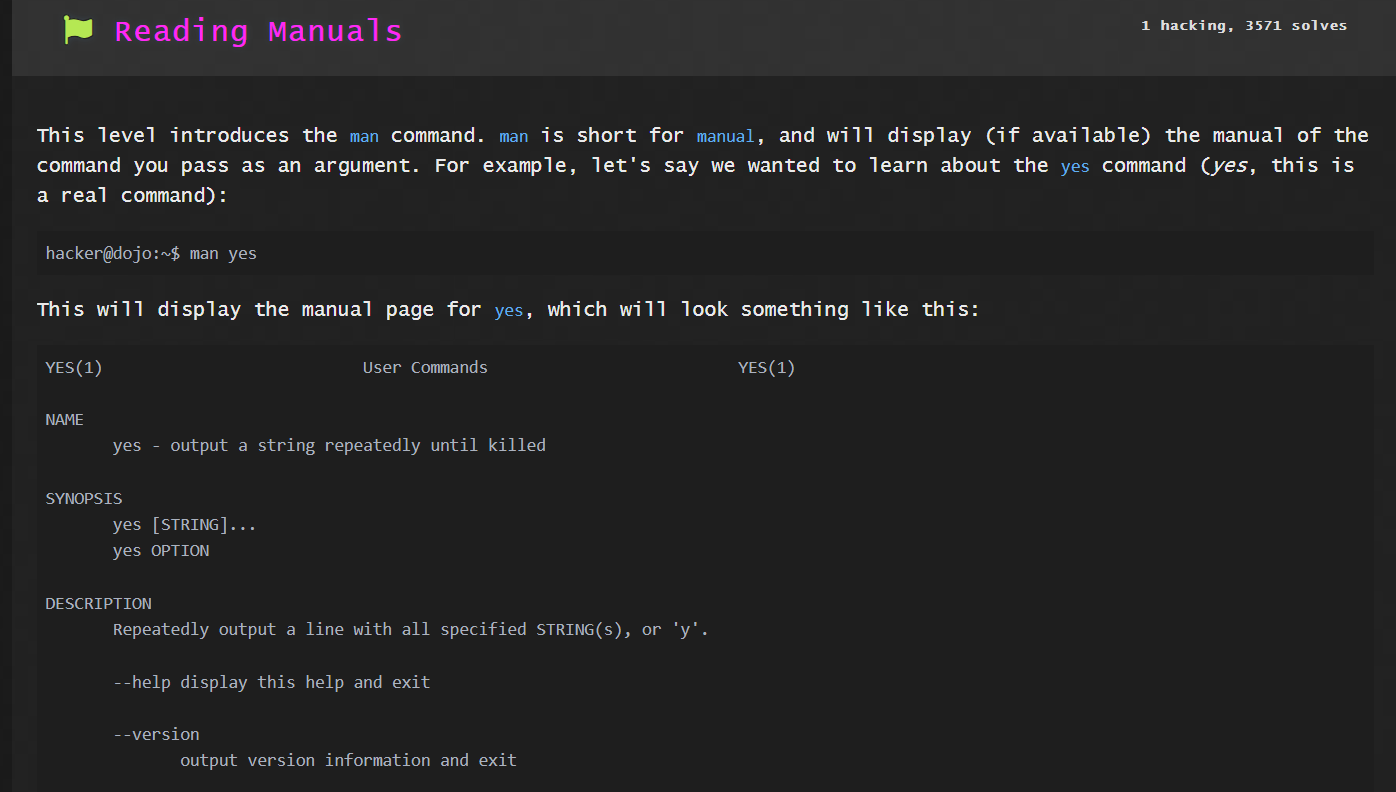 Reading Manuals
1 hacking, 3571 solves
This level introduces the man command. man is short for manual, and will display (if available) the manual of the
command you pass as an argument. For example, let's say we wanted to learn about the yes command (yes, this is
a real command):
hacker@dojo:~$ man yes
This will display the manual page for yes, which will look something like this:
YES(1) User Commands YES(1)
NAME
yes - output a string repeatedly until killed
SYNOPSIS
yes [STRING]...
yes OPTION
DESCRIPTION
Repeatedly output a line with all specified STRING(s), or 'y'.
--help display this help and exit
--version
output version information and exit